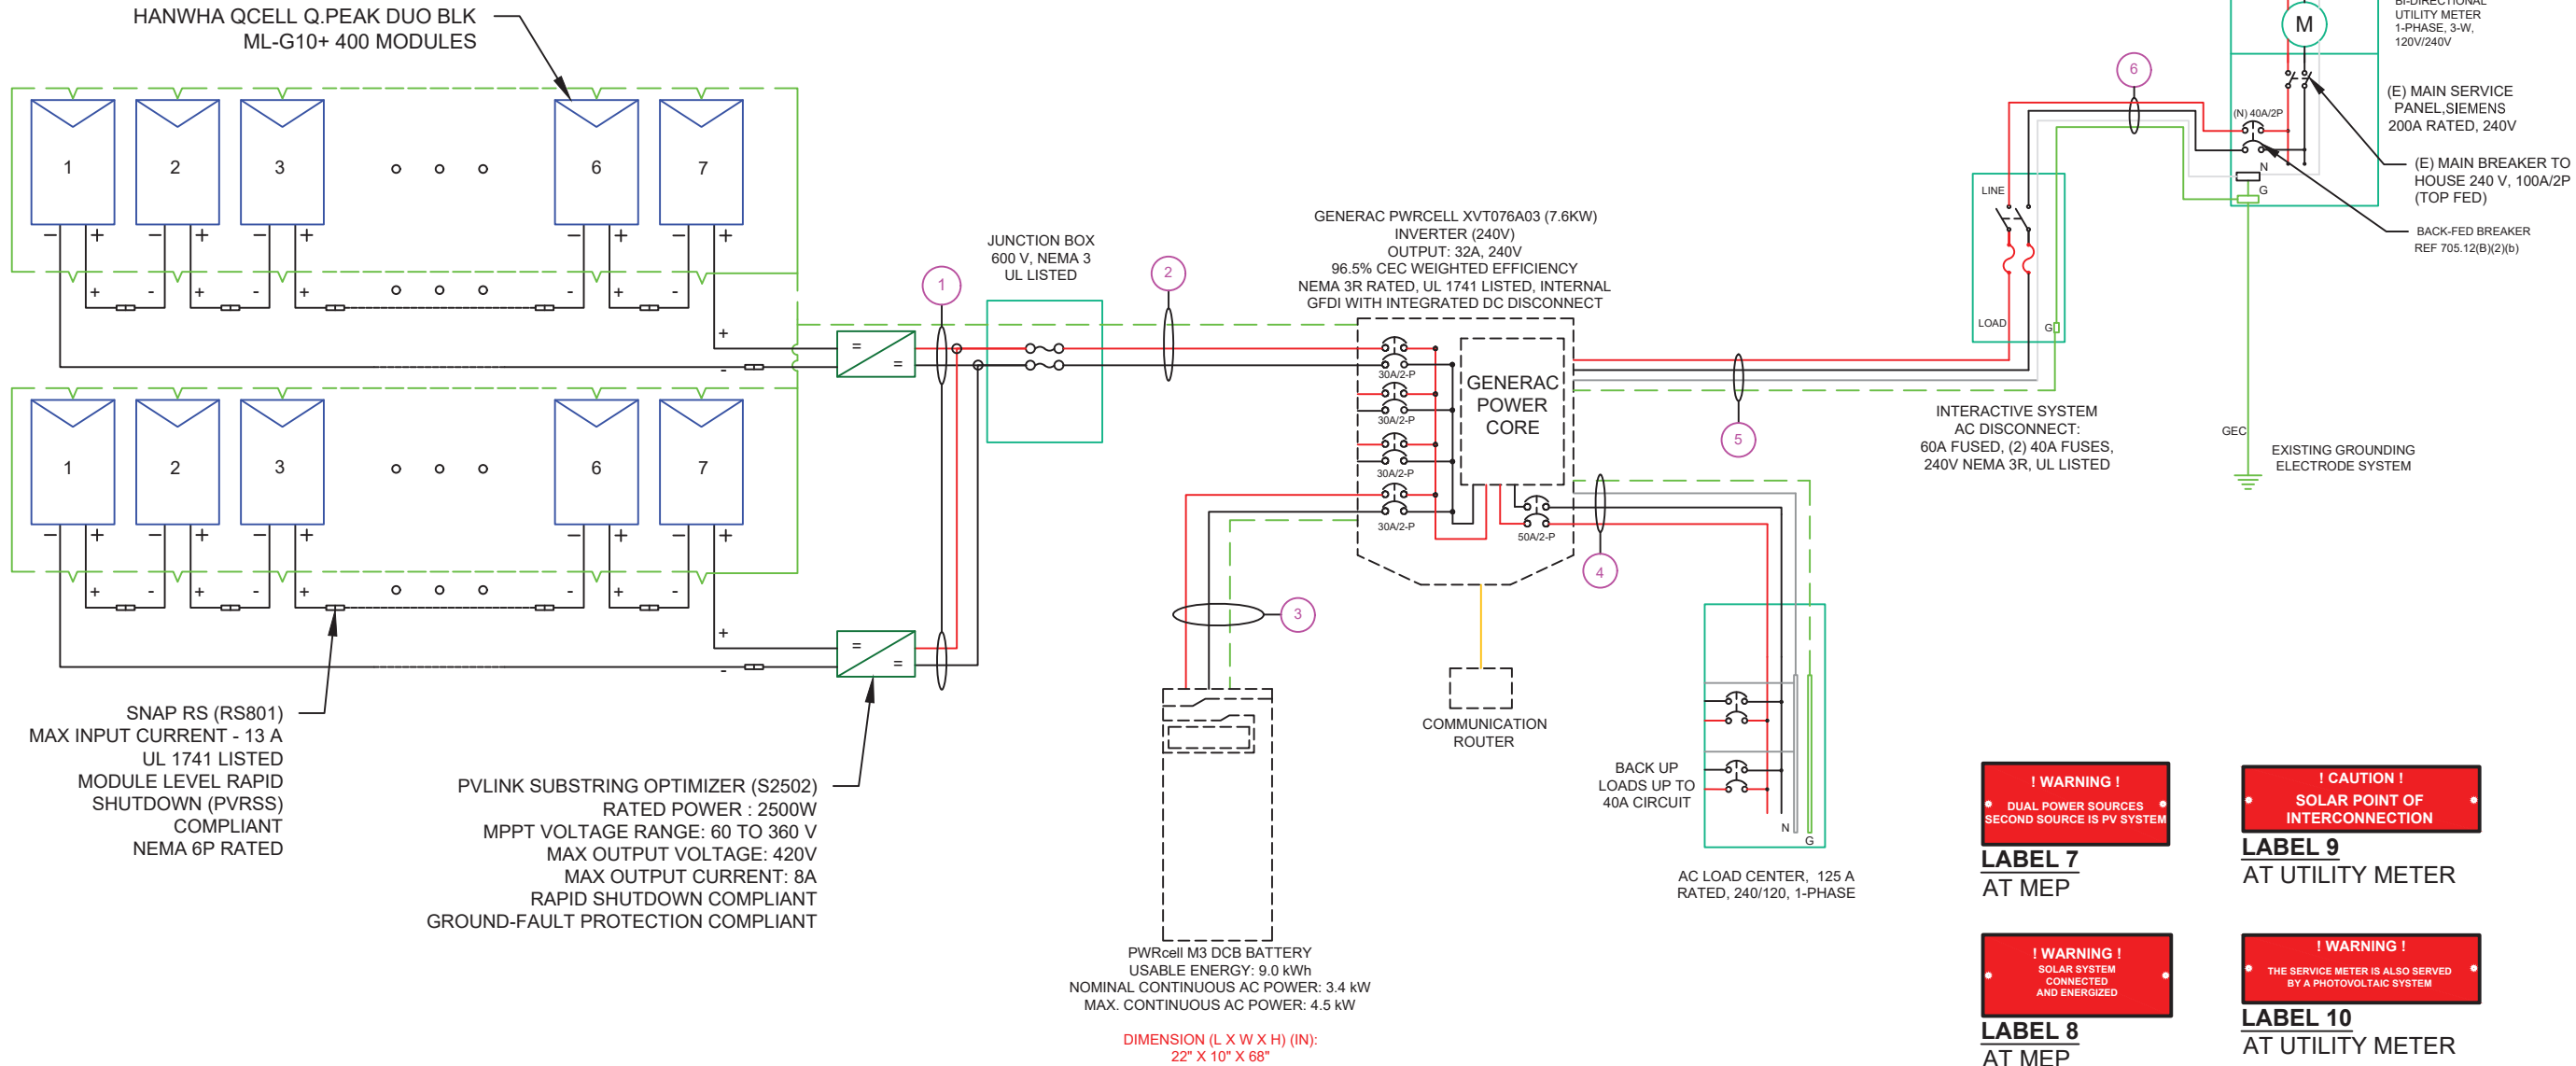 HANWHA QCELL Q.PEAK DUO BLK
ML-G10+ 400 MODULES
1
2
3
6
7
- + - + - + - + - +
+ - + - + - + -
+
-
1
2
3
6
7
- + - + - + - + - +
+ - + - + - + -
+
-
=
=
=
=
SNAP RS (RS801)
MAX INPUT CURRENT - 13 A
UL 1741 LISTED
MODULE LEVEL RAPID
SHUTDOWN (PVRSS)
COMPLIANT
NEMA 6P RATED
PVLINK SUBSTRING OPTIMIZER (S2502)
RATED POWER : 2500W
MPPT VOLTAGE RANGE: 60 TO 360 V
MAX OUTPUT VOLTAGE: 420V
MAX OUTPUT CURRENT: 8A
RAPID SHUTDOWN COMPLIANT
GROUND-FAULT PROTECTION COMPLIANT
1
JUNCTION BOX
600 V, NEMA 3
UL LISTED
2
GENERAC PWRCELL XVT076A03 (7.6KW)
INVERTER (240V)
OUTPUT: 32A, 240V
96.5% CEC WEIGHTED EFFICIENCY
NEMA 3R RATED, UL 1741 LISTED, INTERNAL
GFDI WITH INTEGRATED DC DISCONNECT
30A/2-P
30A/2-P
30A/2-P
30A/2-P
GENERAC
POWER
CORE
50A/2-P
3
4
5
6
COMMUNICATION
ROUTER
PWRcell M3 DCB BATTERY
USABLE ENERGY: 9.0 kWh
NOMINAL CONTINUOUS AC POWER: 3.4 kW
MAX. CONTINUOUS AC POWER: 4.5 kW
DIMENSION (L X W X H) (IN):
22" X 10" X 68"
BACK UP
LOADS UP TO
40A CIRCUIT
N
G
AC LOAD CENTER, 125 A
RATED, 240/120, 1-PHASE
LINE
LOAD
G
INTERACTIVE SYSTEM
AC DISCONNECT:
60A FUSED, (2) 40A FUSES,
240V NEMA 3R, UL LISTED
M
BI-DIRECTIONAL
UTILITY METER
1-PHASE, 3-W,
120V/240V
(E) MAIN SERVICE
PANEL,SIEMENS
200A RATED, 240V
(N) 40A/2P
N
G
(E) MAIN BREAKER TO
HOUSE 240 V, 100A/2P
(TOP FED)
BACK-FED BREAKER
REF 705.12(B)(2)(b)
GEC
EXISTING GROUNDING
ELECTRODE SYSTEM
! WARNING !
DUAL POWER SOURCES
SECOND SOURCE IS PV SYSTEM
LABEL 7
AT MEP
! CAUTION !
SOLAR POINT OF
INTERCONNECTION
LABEL 9
AT UTILITY METER
! WARNING !
SOLAR SYSTEM
CONNECTED
AND ENERGIZED
LABEL 8
AT MEP
! WARNING !
THE SERVICE METER IS ALSO SERVED
BY A PHOTOVOLTAIC SYSTEM
LABEL 10
AT UTILITY METER